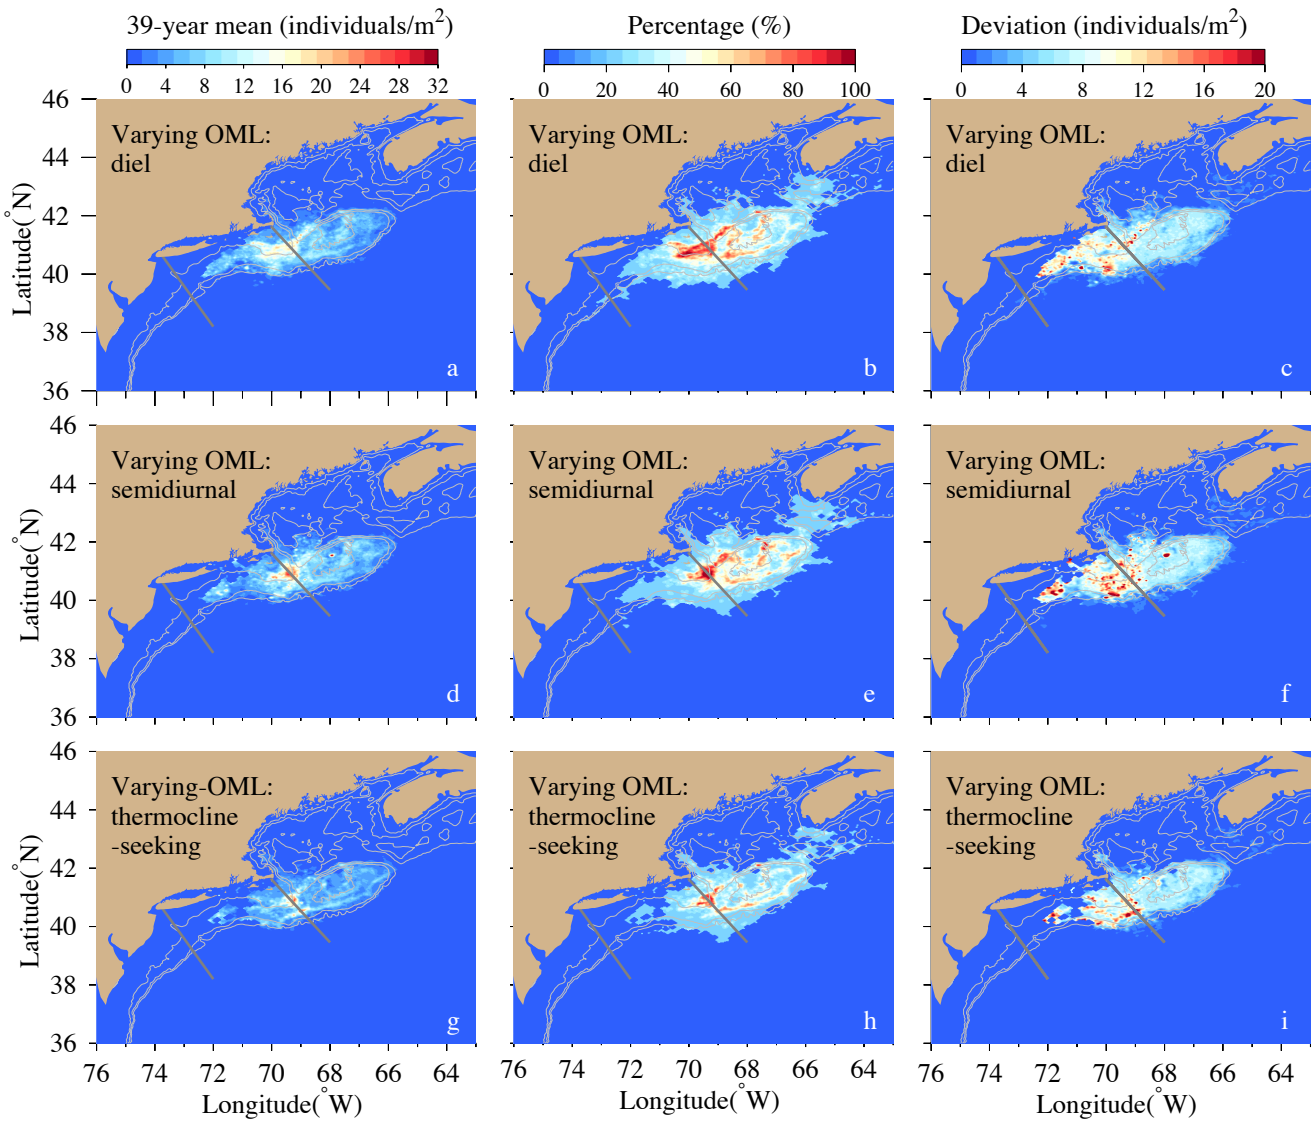 39-year mean (individuals/m²)
Percentage (%)
Deviation (individuals/m²)
0 4 8 12 16 20 24 28 32
0 20 40 60 80 100
0 4 8 12 16 20
46
44
42
40
38
36
Latitude(°N)
Varying OML:
diel
a
Varying OML:
diel
b
Varying OML:
diel
c
46
44
42
40
38
36
Latitude(°N)
Varying OML:
semidiurnal
d
Varying OML:
semidiurnal
e
Varying OML:
semidiurnal
f
46
44
42
40
38
36
Latitude(°N)
Varying-OML:
thermocline
-seeking
g
Varying OML:
thermocline
-seeking
h
Varying OML:
thermocline
-seeking
i
76 74 72 70 68 66 64
76 74 72 70 68 66 64
76 74 72 70 68 66 64
Longitude(°W)
Longitude(°W)
Longitude(°W)